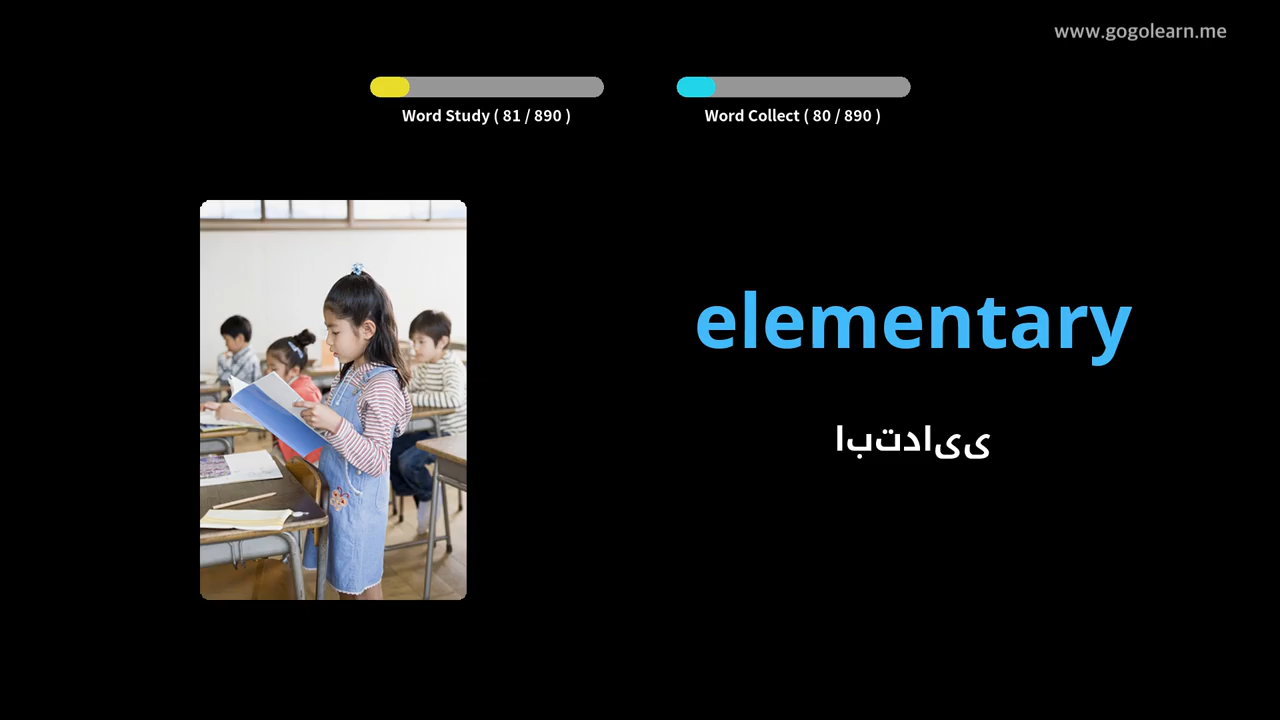 www.gogolearn.me
Word Study ( 81 / 890 )
Word Collect ( 80 / 890 )
elementary
ابتدایی